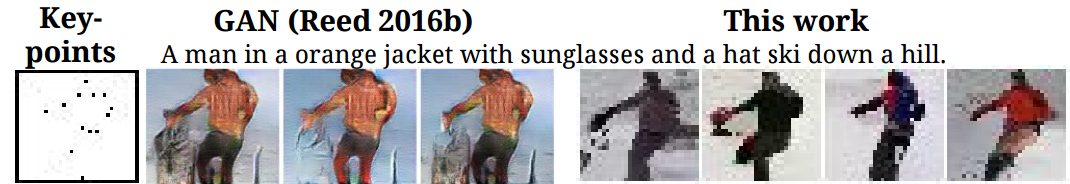 Key-
points
GAN (Reed 2016b)
This work
A man in a orange jacket with sunglasses and a hat ski down a hill.